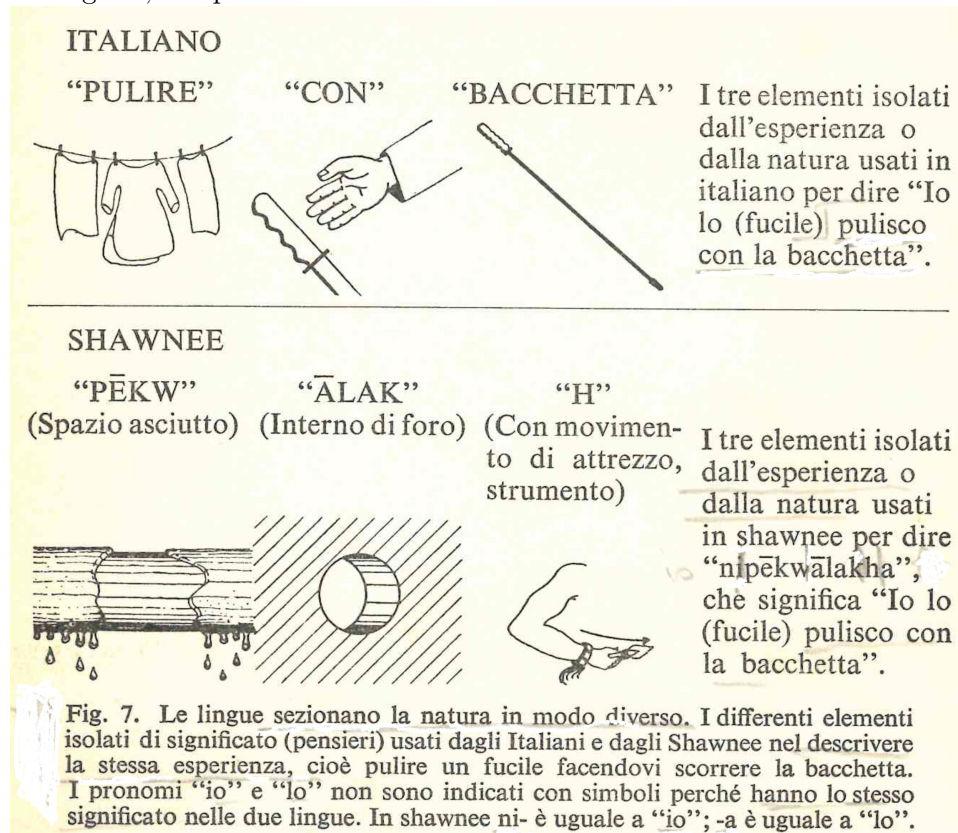 ITALIANO
“PULIRE” “CON” “BACCHETTA”
I tre elementi isolati
dall'esperienza o
dalla natura usati in
italiano per dire “Io
lo (fucile) pulisco
con la bacchetta”.
SHAWNEE
“PĒKW” “ĀLAK” “H”
(Spazio asciutto) (Interno di foro) (Con movimen-
to di attrezzo,
strumento)
I tre elementi isolati
dall'esperienza o
dalla natura usati
in shawnee per dire
“nipēkwālakha”,
che significa “Io lo
(fucile) pulisco con
la bacchetta”.
Fig. 7. Le lingue sezionano la natura in modo diverso. I differenti elementi
isolati di significato (pensieri) usati dagli Italiani e dagli Shawnee nel descrivere
la stessa esperienza, cioè pulire un fucile facendovi scorrere la bacchetta.
I pronomi “io” e “lo” non sono indicati con simboli perché hanno lo stesso
significato nelle due lingue. In shawnee ni- è uguale a “io”; -a è uguale a “lo”.